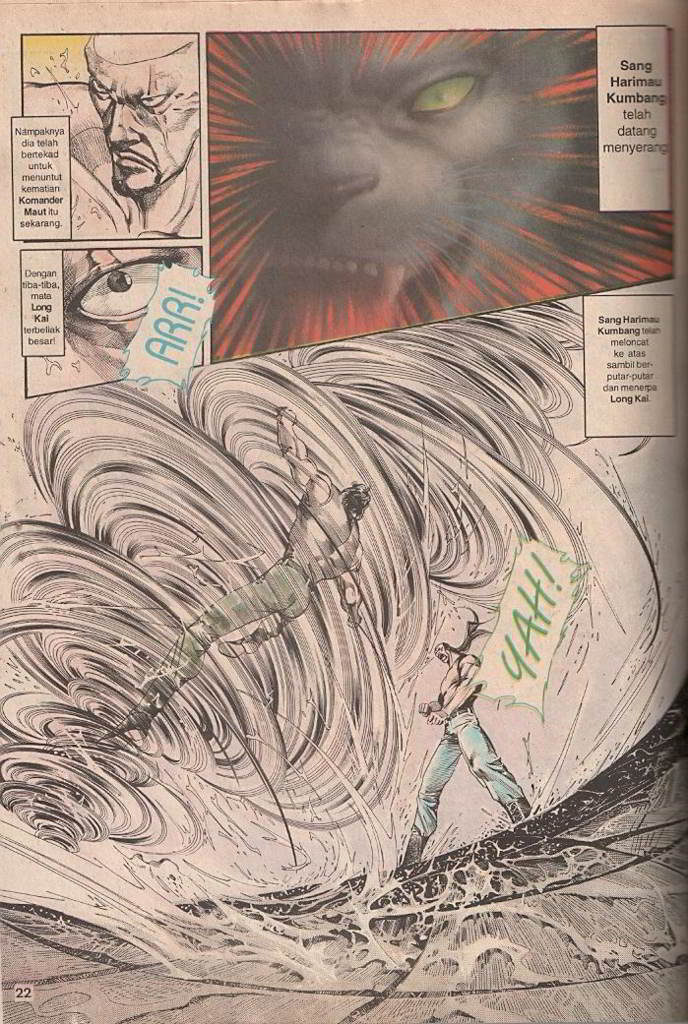 Nampaknya
dia telah
bertekad
untuk
menuntut
kematian
Komander
Maut itu
sekarang.
Sang
Harimau
Kumbang
telah
datang
menyerang
Dengan
tiba-tiba,
mata
Long
Kai
terbeliak
besar!
ARR!
Sang Harimau
Kumbang telah
meloncat
ke atas
sambil ber-
putar-putar
dan menerpa
Long Kai.
YAH!
22